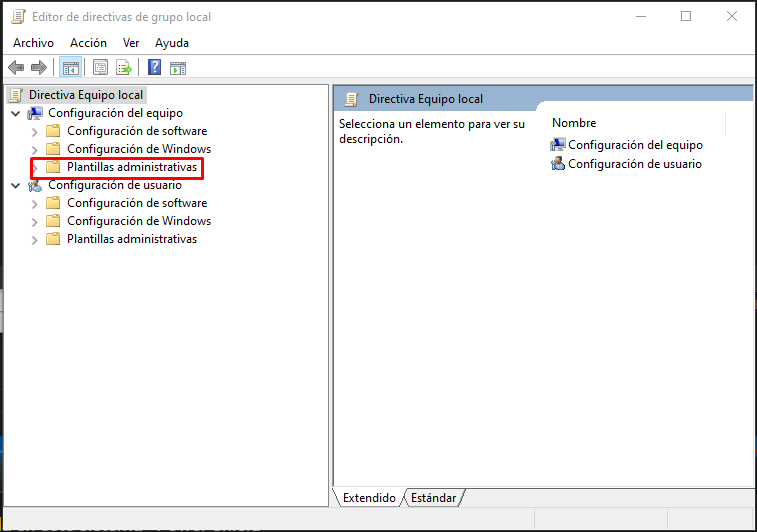 Editor de directivas de grupo local
Archivo Acción Ver Ayuda
Directiva Equipo local
Configuración del equipo
Configuración de software
Configuración de Windows
Plantillas administrativas
Configuración de usuario
Configuración de software
Configuración de Windows
Plantillas administrativas
Directiva Equipo local
Selecciona un elemento para ver su
descripción.
Nombre
Configuración del equipo
Configuración de usuario
Extendido Estándar